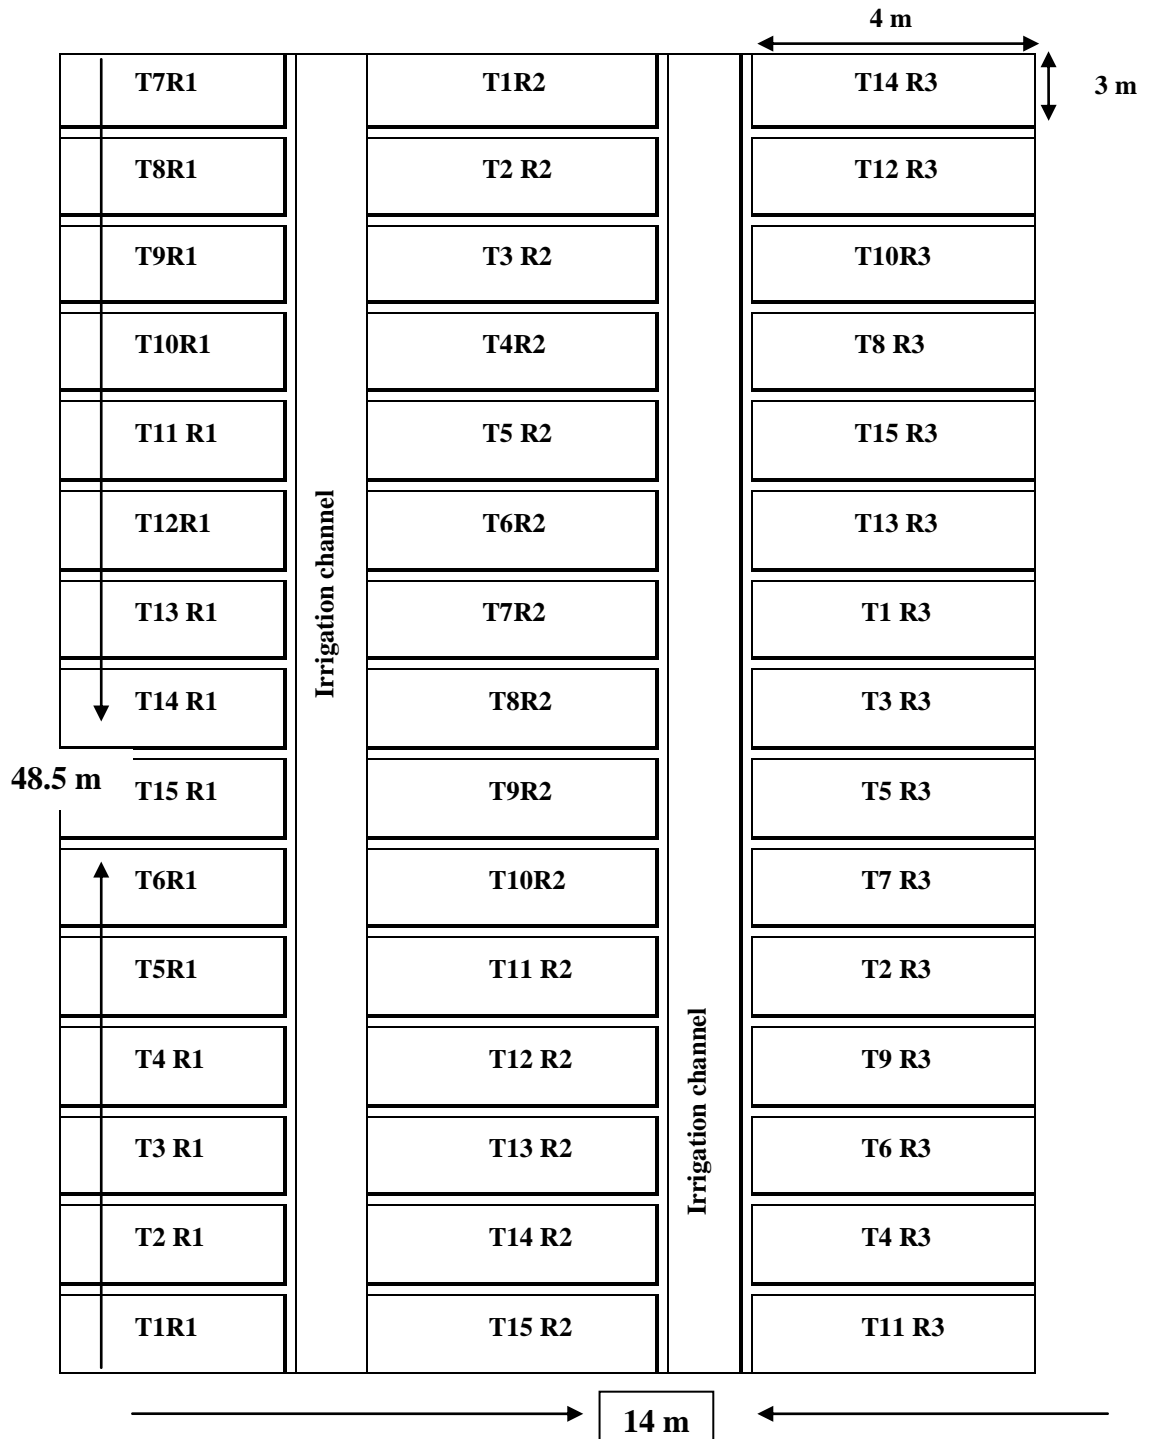 4 m
3 m
T7R1 T1R2 T14 R3
T8R1 T2 R2 T12 R3
T9R1 T3 R2 T10R3
T10R1 T4R2 T8 R3
T11 R1 T5 R2 T15 R3
T12R1 T6R2 T13 R3
T13 R1 T7R2 T1 R3
T14 R1 T8R2 T3 R3
T15 R1 T9R2 T5 R3
T6R1 T10R2 T7 R3
T5R1 T11 R2 T2 R3
T4 R1 T12 R2 T9 R3
T3 R1 T13 R2 T6 R3
T2 R1 T14 R2 T4 R3
T1R1 T15 R2 T11 R3
Irrigation channel
Irrigation channel
48.5 m
14 m